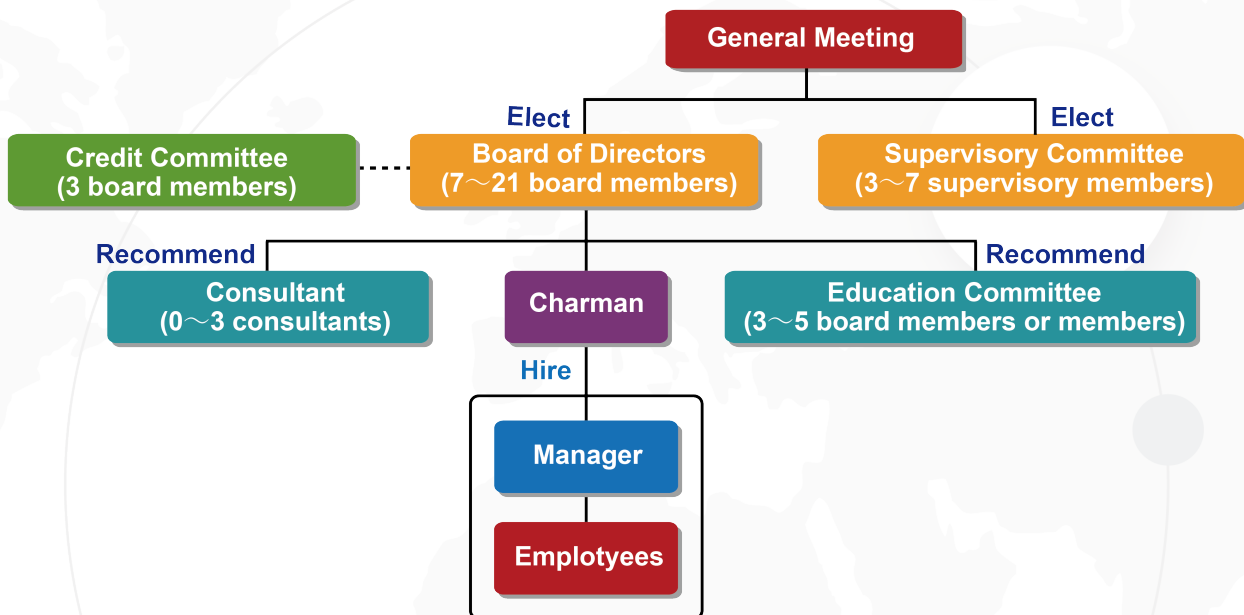 General Meeting
Elect
Elect
Credit Committee
(3 board members)
Board of Directors
(7～21 board members)
Supervisory Committee
(3～7 supervisory members)
Recommend
Recommend
Consultant
(0～3 consultants)
Charman
Education Committee
(3～5 board members or members)
Hire
Manager
Emplotyees